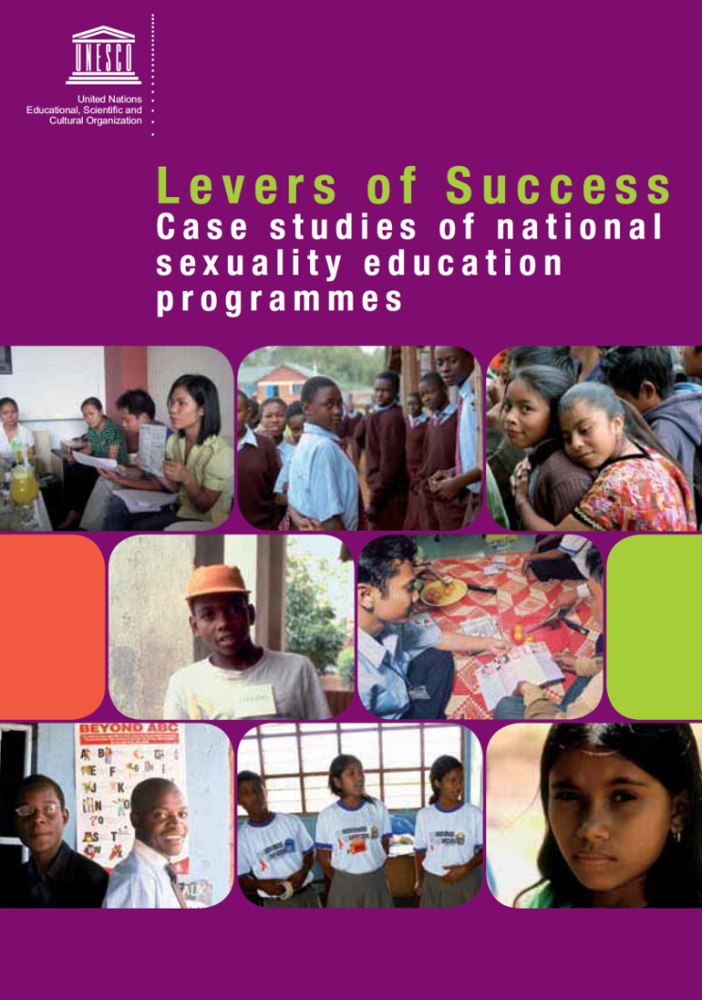 UNESCO
United Nations
Educational, Scientific and
Cultural Organization
Levers of Success
Case studies of national
sexuality education
programmes
BEYOND ABC
TALK